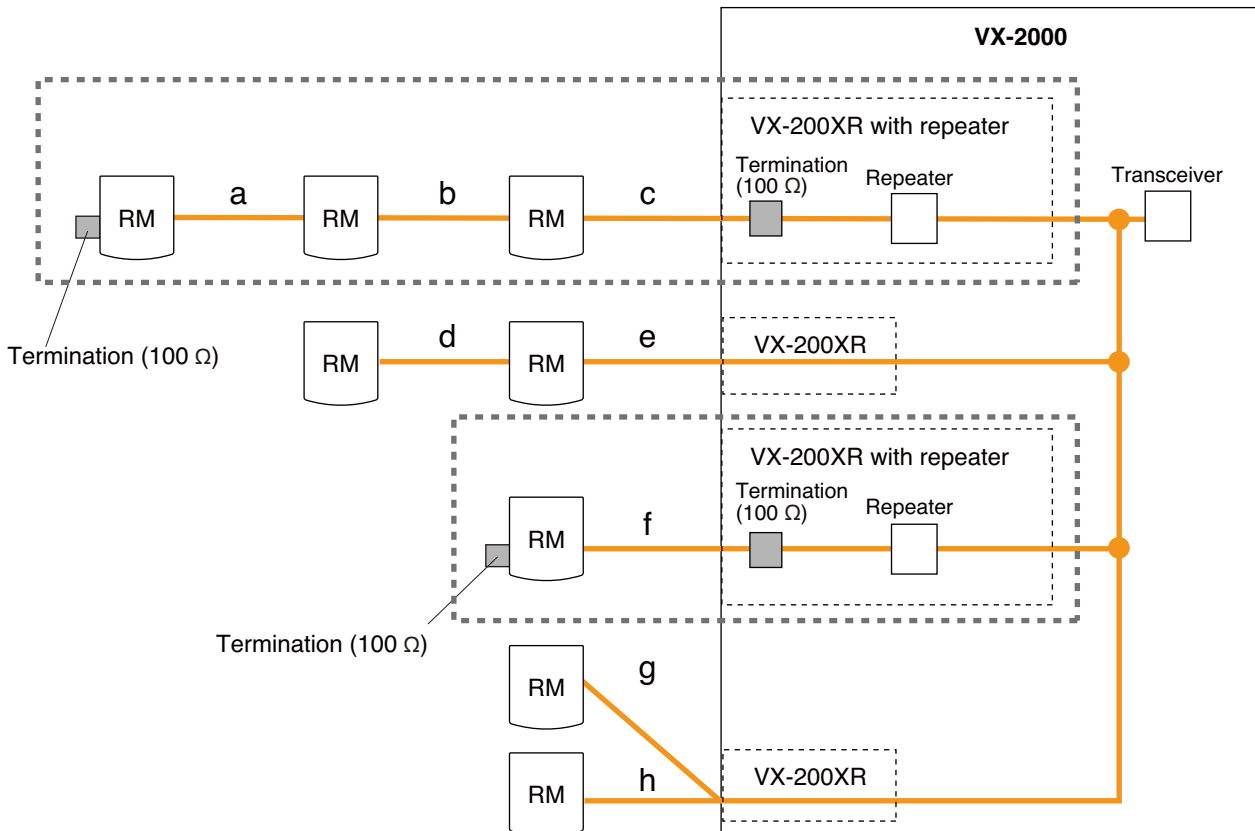 VX-2000
VX-200XR with repeater
Termination
(100 Ω)
Repeater
Transceiver
RM
a
RM
b
RM
c
Termination (100 Ω)
RM
d
RM
e
VX-200XR
VX-200XR with repeater
Termination
(100 Ω)
Repeater
RM
f
Termination (100 Ω)
RM
g
RM
h
VX-200XR